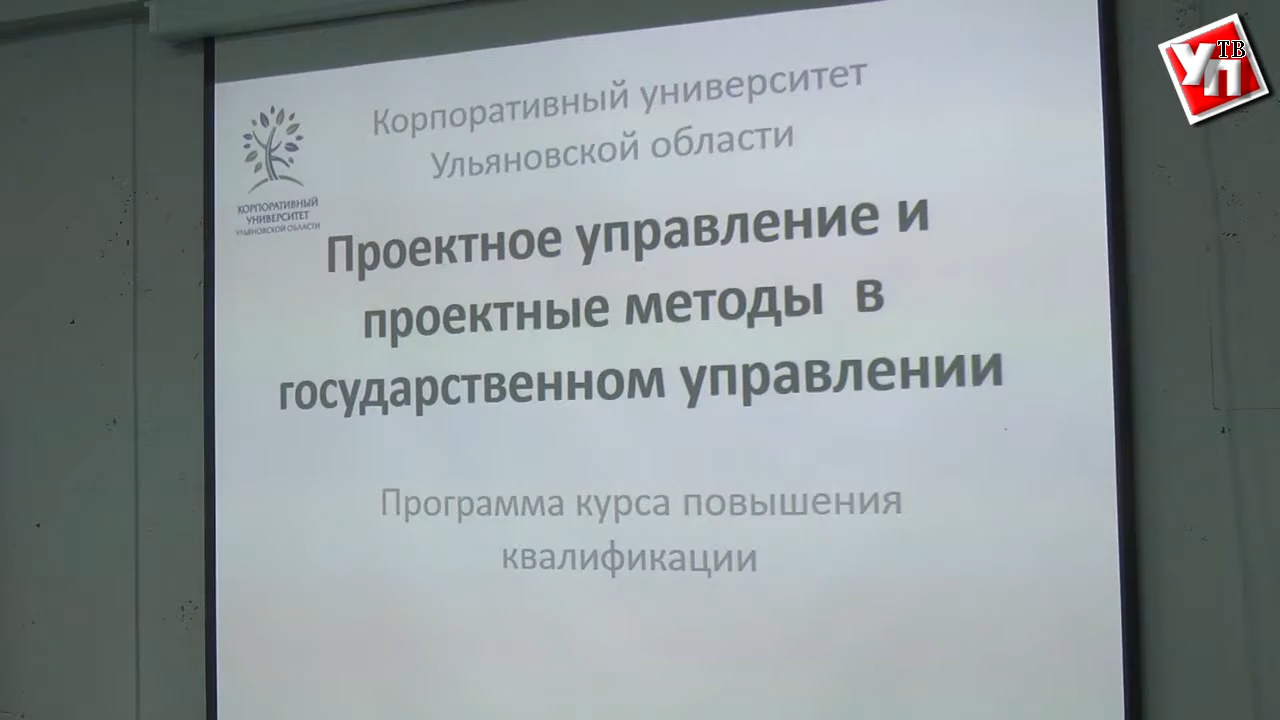 Корпоративный университет
Ульяновской области
КОРПОРАТИВНЫЙ
УНИВЕРСИТЕТ
УЛЬЯНОВСКОЙ ОБЛАСТИ
Проектное управление и
проектные методы в
государственном управлении
Программа курса повышения
квалификации
УП ТВ